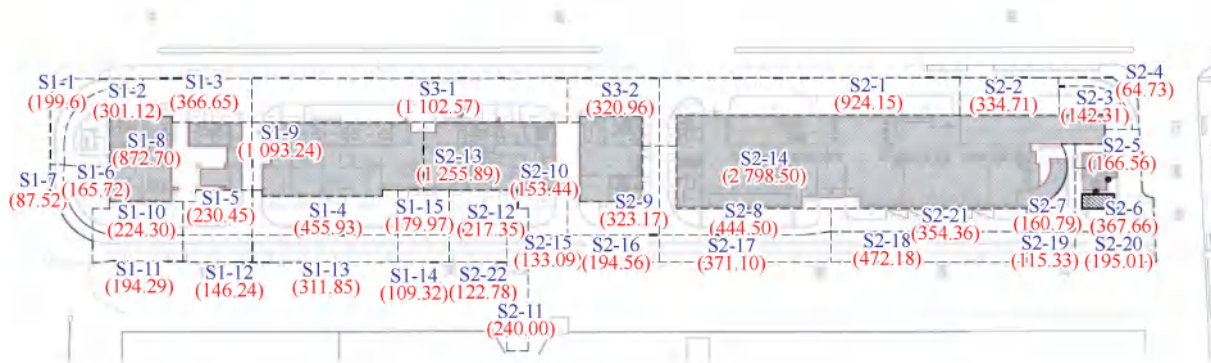 S1-1
(199.6)
S1-2
(301.12)
S1-3
(366.65)
S3-1
(1 102.57)
S3-2
(320.96)
S2-1
(924.15)
S2-2
(334.71)
S2-4
(64.73)
S2-3
(142.31)
S1-8
(872.70)
S1-9
(1 093.24)
S2-13
(1 255.89)
S2-10
(153.44)
S2-14
(2 798.50)
S2-5
(166.56)
S1-7
(87.52)
S1-6
(165.72)
S1-5
(230.45)
S1-10
(224.30)
S1-4
(455.93)
S1-15
(179.97)
S2-12
(217.35)
S2-9
(323.17)
S2-8
(444.50)
S2-21
(354.36)
S2-7
(160.79)
S2-6
(367.66)
S1-11
(194.29)
S1-12
(146.24)
S1-13
(311.85)
S1-14
(109.32)
S2-22
(122.78)
S2-15
(133.09)
S2-16
(194.56)
S2-17
(371.10)
S2-18
(472.18)
S2-19
(115.33)
S2-20
(195.01)
S2-11
(240.00)